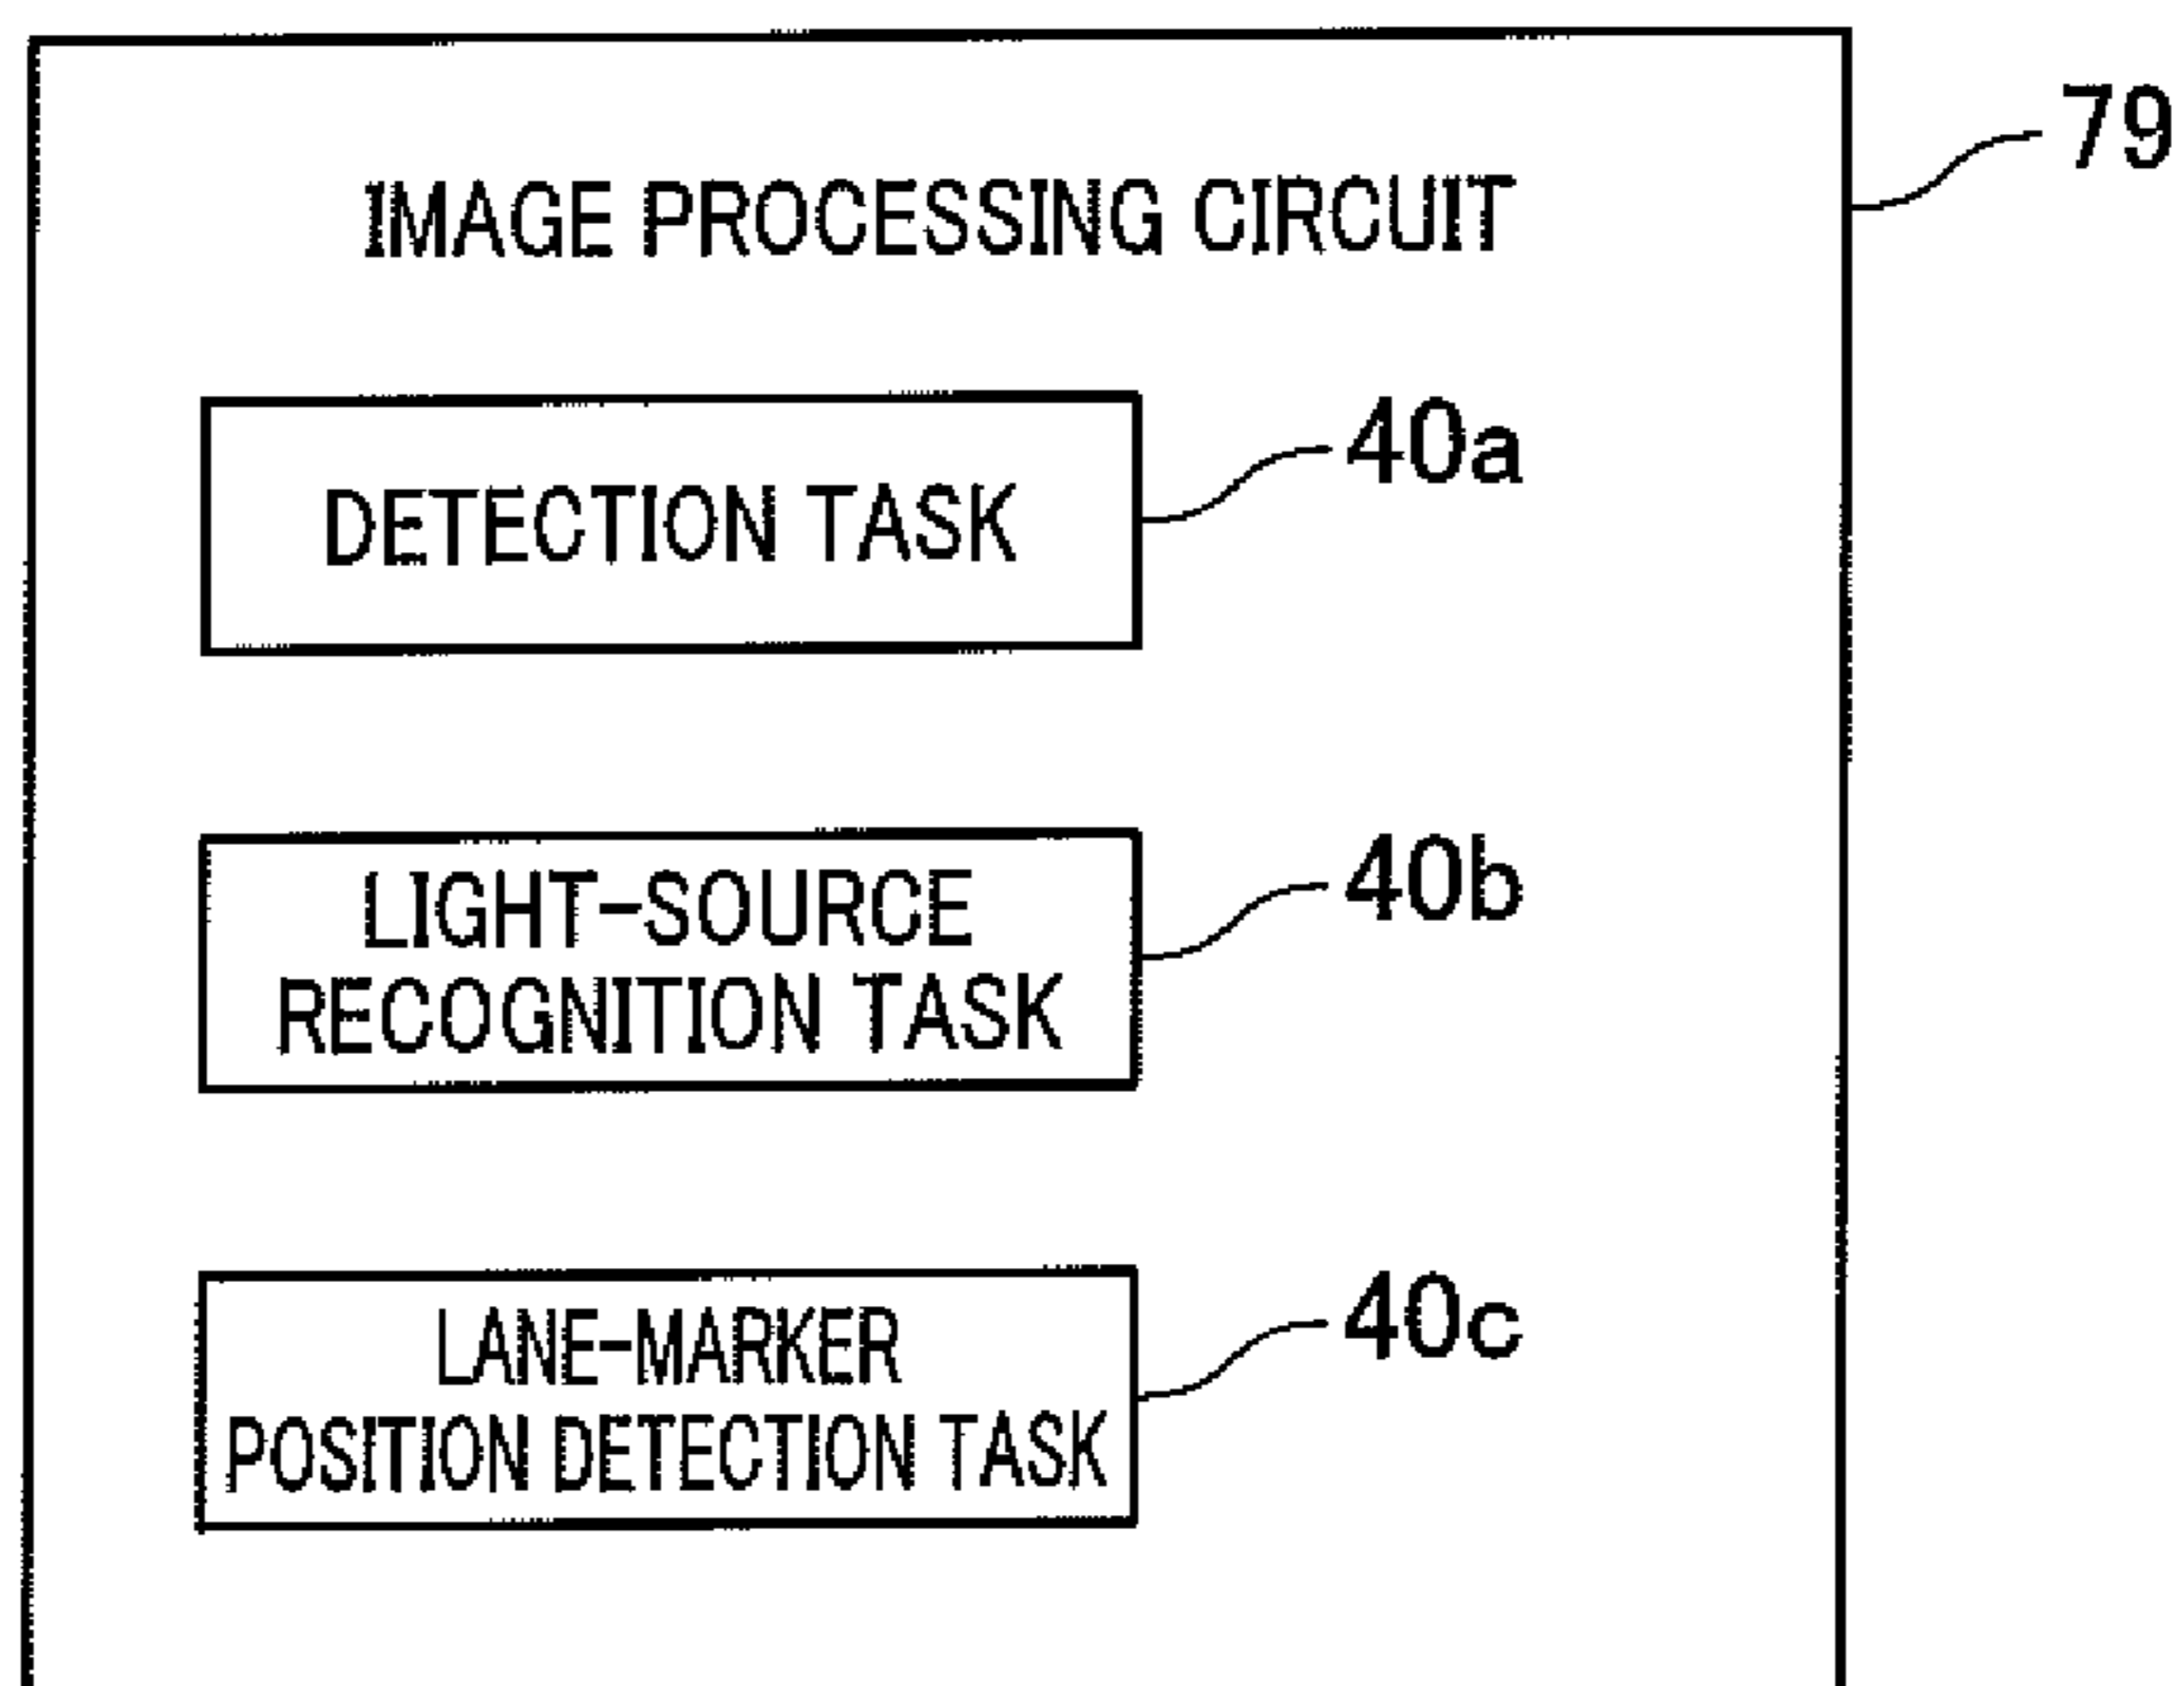 79
IMAGE PROCESSING CIRCUIT
40a
DETECTION TASK
40b
LIGHT-SOURCE
RECOGNITION TASK
40c
LANE-MARKER
POSITION DETECTION TASK